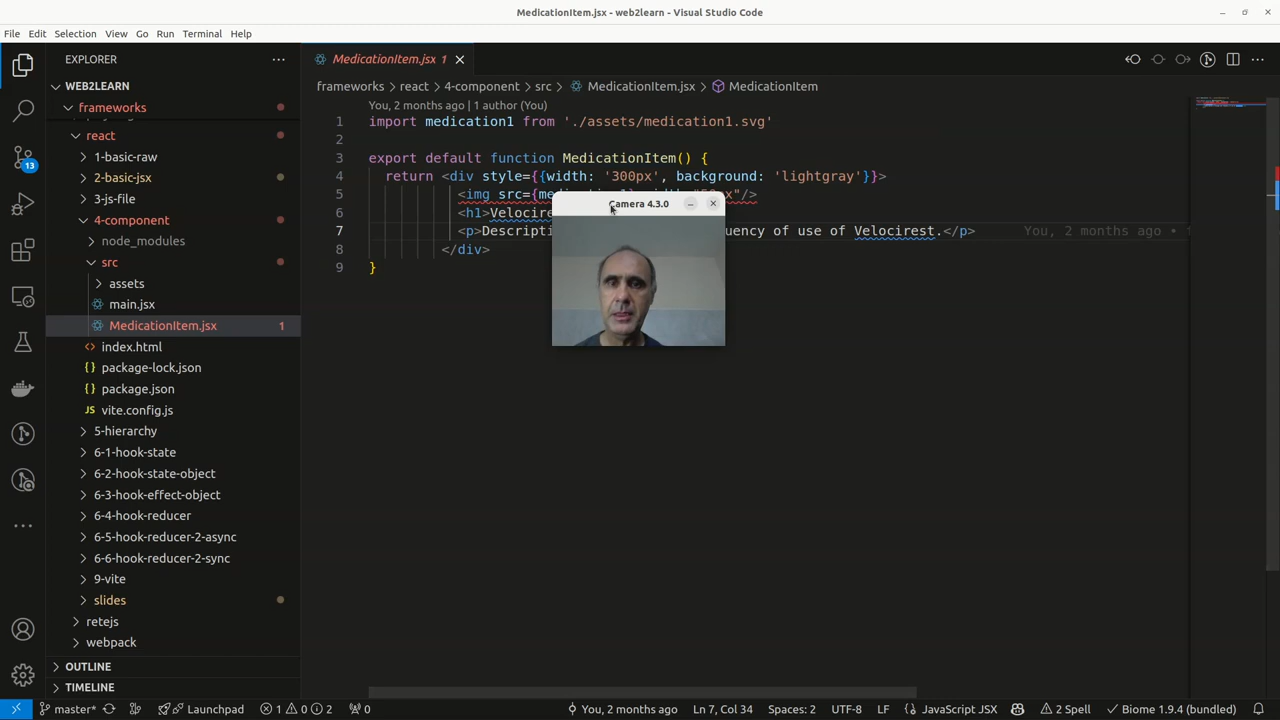 MedicationItem.jsx - web2learn - Visual Studio Code
File Edit Selection View Go Run Terminal Help
EXPLORER
MedicationItem.jsx 1
WEB2LEARN
frameworks > react > 4-component > src > MedicationItem.jsx > MedicationItem
frameworks
You, 2 months ago | 1 author (You)
1 import medication1 from './assets/medication1.svg'
2
3 export default function MedicationItem() {
4 return <div style={{width: '300px', background: 'lightgray'}}>
5 <img src={
6 <h1>
7 <p> of use of Velocirest.</p> You, 2 months ago •
8 </div>
9 }
Camera 4.3.0
react
1-basic-raw
2-basic-jsx
3-js-file
4-component
node_modules
src
assets
main.jsx
MedicationItem.jsx 1
index.html
package-lock.json
package.json
JS vite.config.js
5-hierarchy
6-1-hook-state
6-2-hook-state-object
6-3-hook-effect-object
6-4-hook-reducer
6-5-hook-reducer-2-async
6-6-hook-reducer-2-sync
9-vite
slides
retejs
webpack
OUTLINE
TIMELINE
13
master* Launchpad 1 0 2 0 You, 2 months ago Ln 7, Col 34 Spaces: 2 UTF-8 LF JavaScript JSX 2 Spell Biome 1.9.4 (bundled)